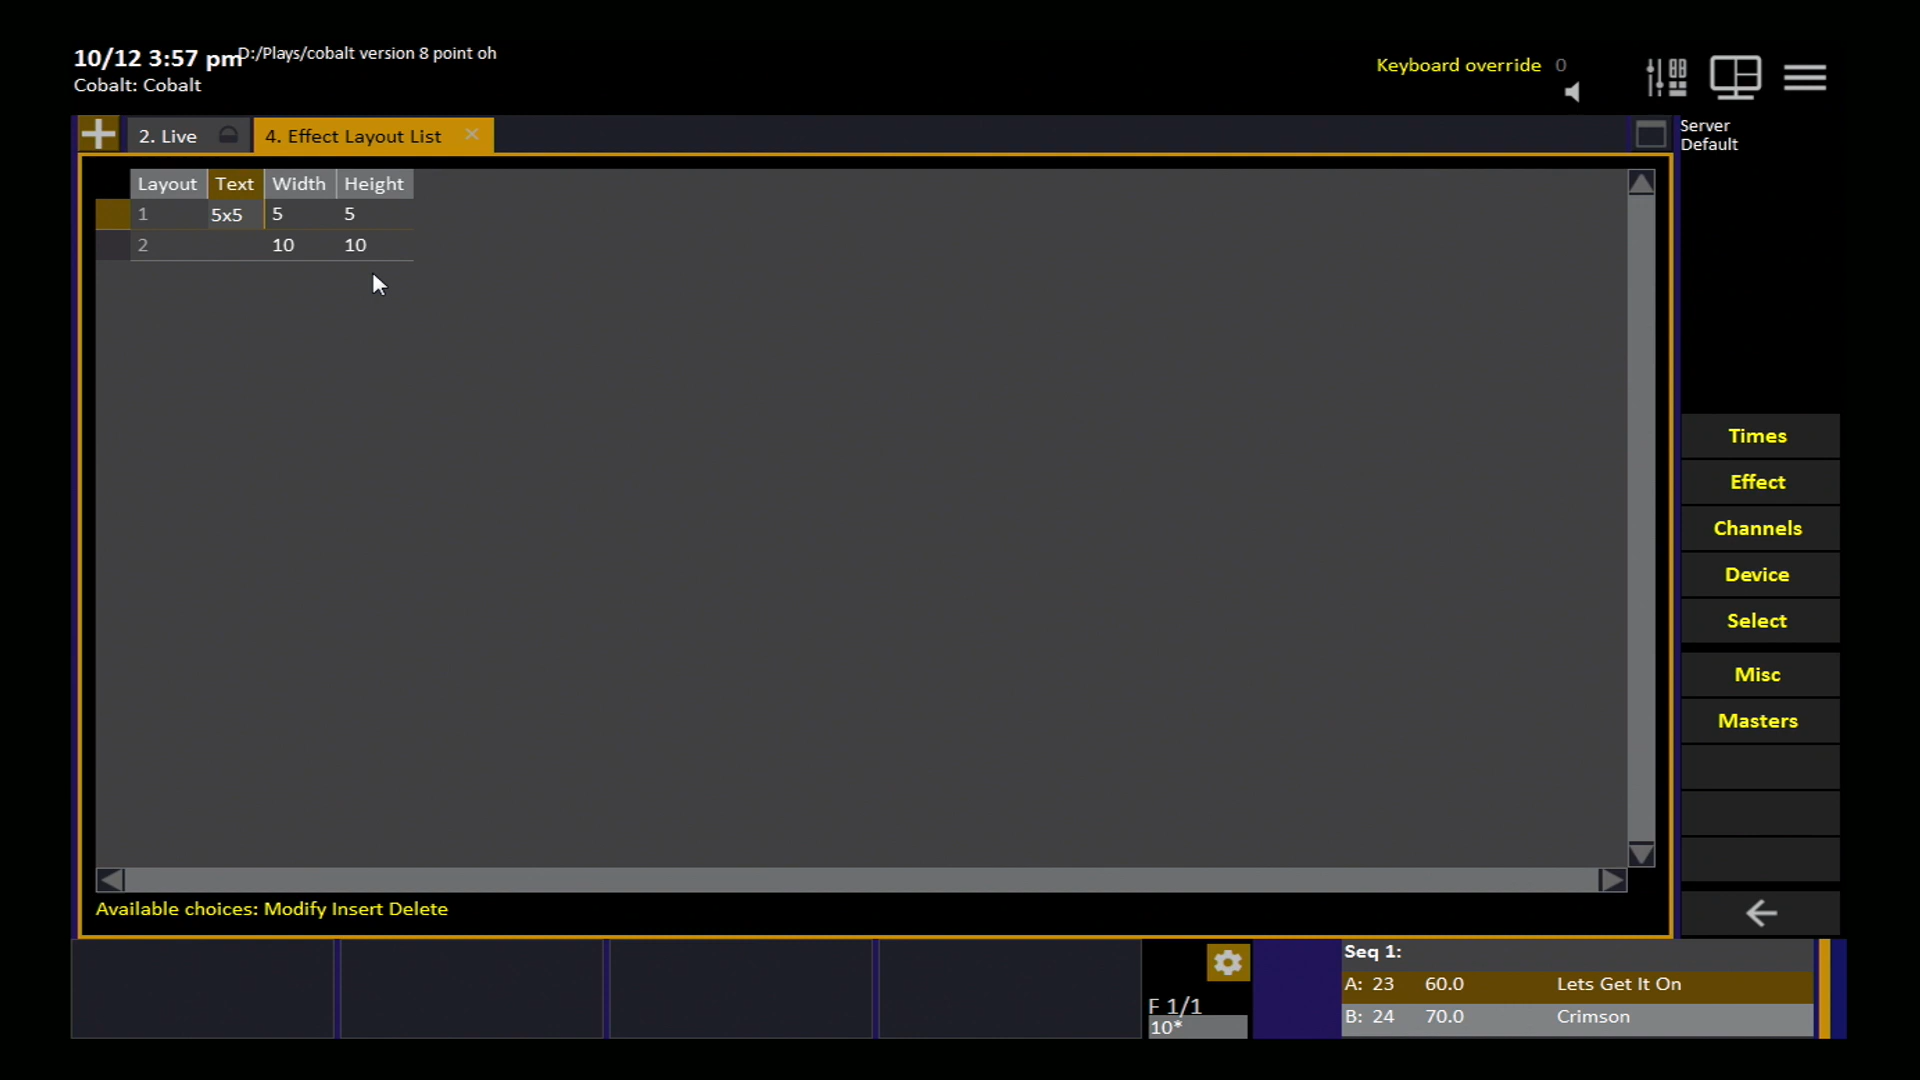 10/12 3:57 pm
D:/Plays/cobalt version 8 point oh
Cobalt: Cobalt
Keyboard override 0
2. Live
4. Effect Layout List
Server
Default
Layout Text Width Height
1 5x5 5 5
2 10 10
Times
Effect
Channels
Device
Select
Misc
Masters
Available choices: Modify Insert Delete
F 1/1
10*
Seq 1:
A: 23 60.0 Lets Get It On
B: 24 70.0 Crimson